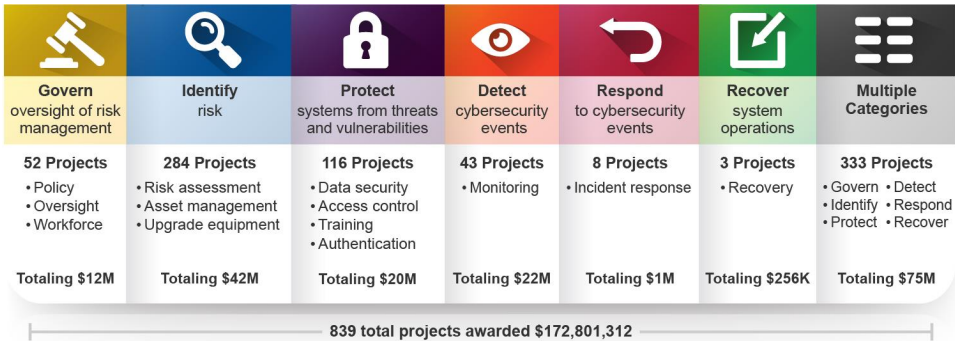 Govern
oversight of risk
management
52 Projects
• Policy
• Oversight
• Workforce
Totaling $12M
Identify
risk
284 Projects
• Risk assessment
• Asset management
• Upgrade equipment
Totaling $42M
Protect
systems from threats
and vulnerabilities
116 Projects
• Data security
• Access control
• Training
• Authentication
Totaling $20M
Detect
cybersecurity
events
43 Projects
• Monitoring
Totaling $22M
Respond
to cybersecurity
events
8 Projects
• Incident response
Totaling $1M
Recover
system
operations
3 Projects
• Recovery
Totaling $256K
Multiple
Categories
333 Projects
• Govern • Detect
• Identify • Respond
• Protect • Recover
Totaling $75M
839 total projects awarded $172,801,312